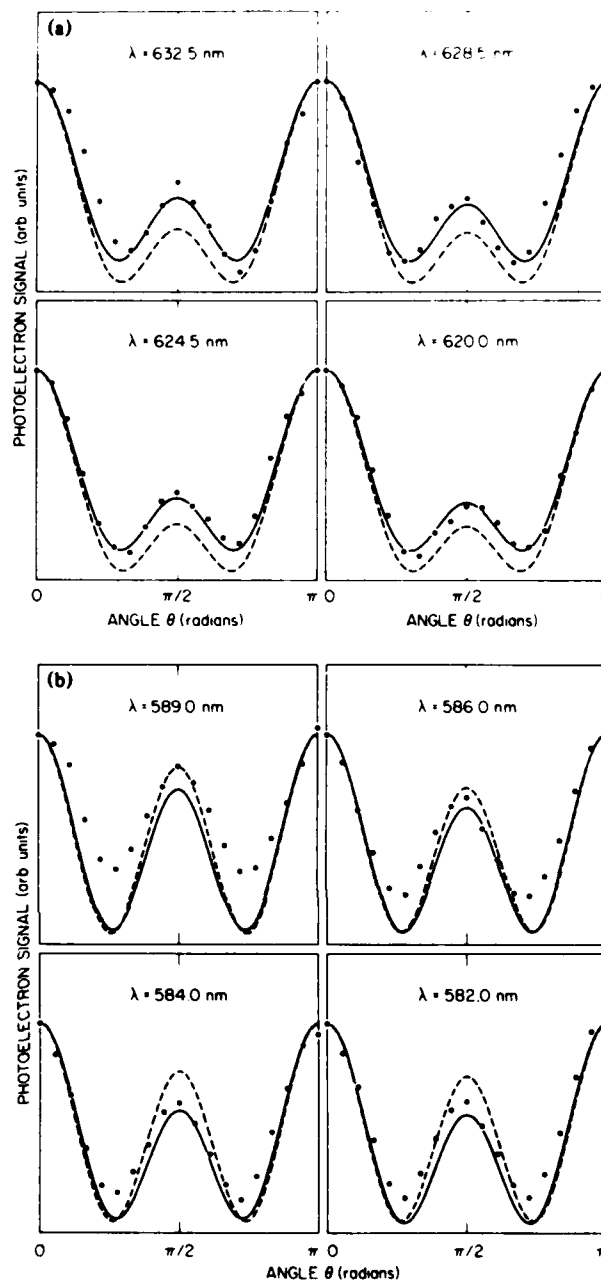 (a)
λ = 632.5 nm
λ = 628.5 nm
λ = 624.5 nm
λ = 620.0 nm
PHOTOELECTRON SIGNAL (arb units)
0 π/2 π 0 π/2 π
ANGLE θ (radians) ANGLE θ (radians)
(b)
λ = 589.0 nm
λ = 586.0 nm
λ = 584.0 nm
λ = 582.0 nm
PHOTOELECTRON SIGNAL (arb units)
0 π/2 π 0 π/2 π
ANGLE θ (radians) ANGLE θ (radians)